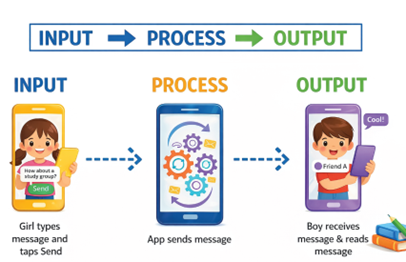 INPUT PROCESS OUTPUT
INPUT
PROCESS
OUTPUT
How about a
study group?
Send
Cool!
Friend A
Girl types
message and
taps Send
App sends message
Boy receives
message & reads
message